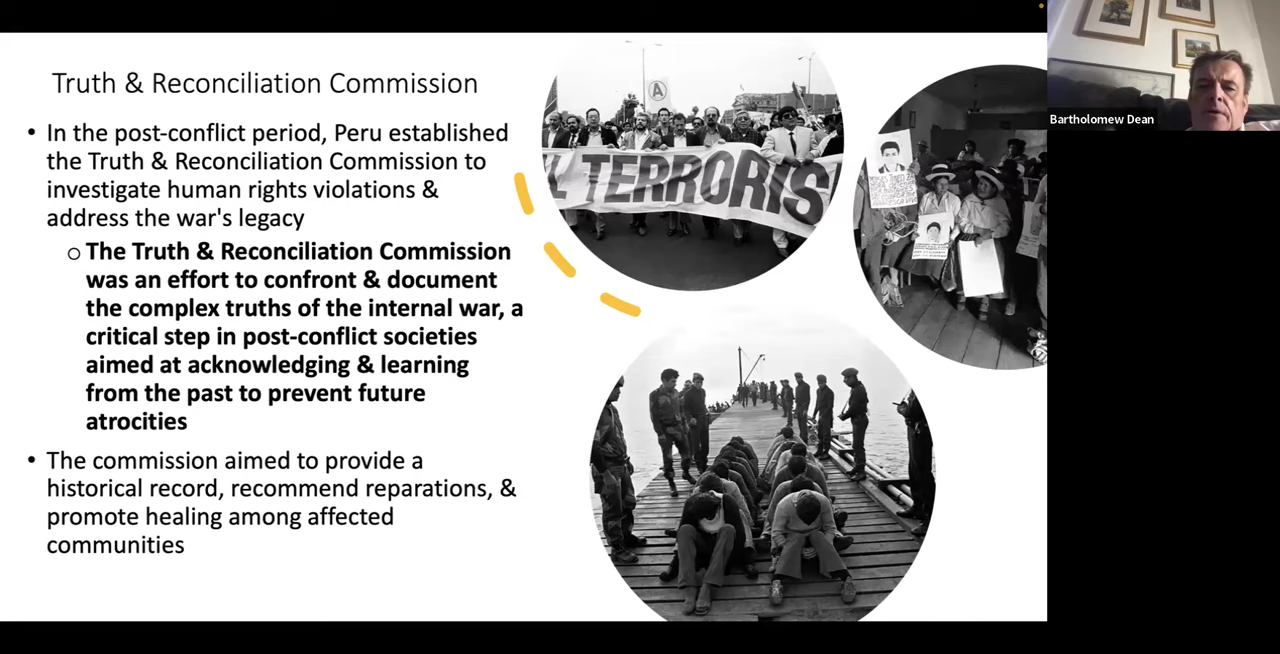 Truth & Reconciliation Commission
• In the post-conflict period, Peru established
the Truth & Reconciliation Commission to
investigate human rights violations &
address the war's legacy
o The Truth & Reconciliation Commission
was an effort to confront & document
the complex truths of the internal war, a
critical step in post-conflict societies
aimed at acknowledging & learning
from the past to prevent future
atrocities
• The commission aimed to provide a
historical record, recommend reparations, &
promote healing among affected
communities
A
L TERRORIS
Bartholomew Dean